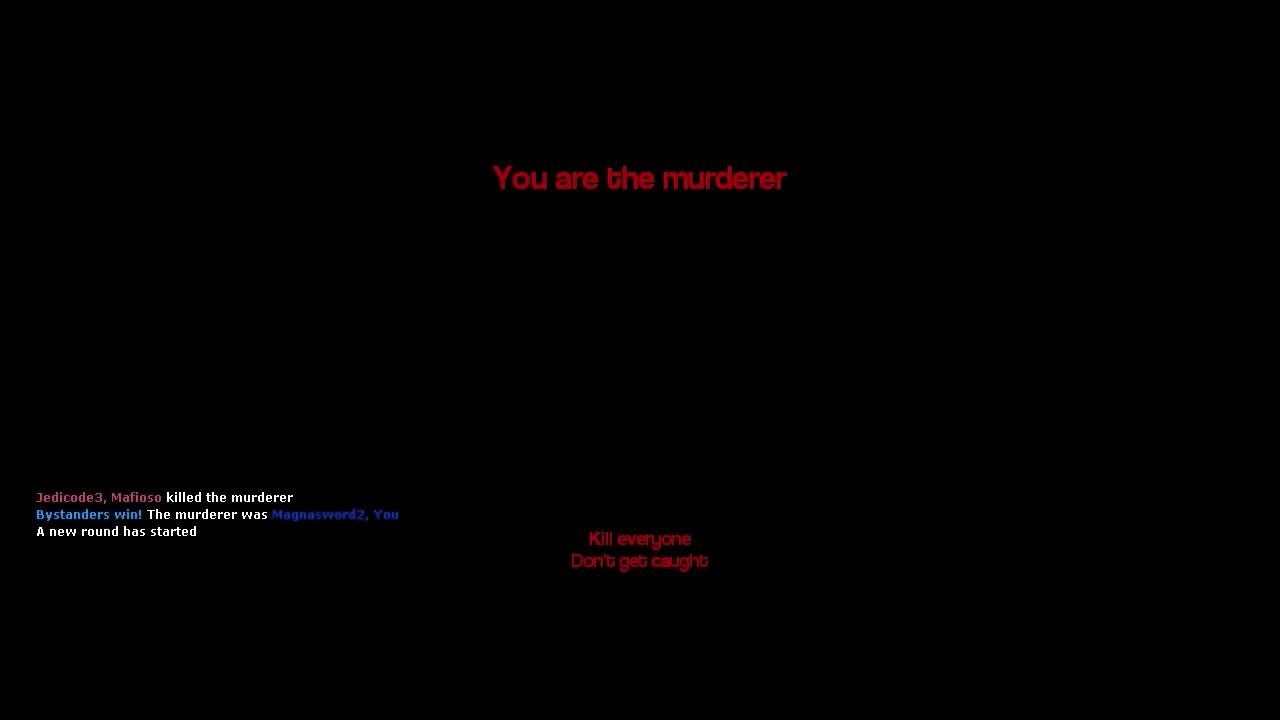 You are the murderer
Jedicode3, Mafioso killed the murderer
Bystanders win! The murderer was Magnasword2, You
A new round has started
Kill everyone
Don't get caught